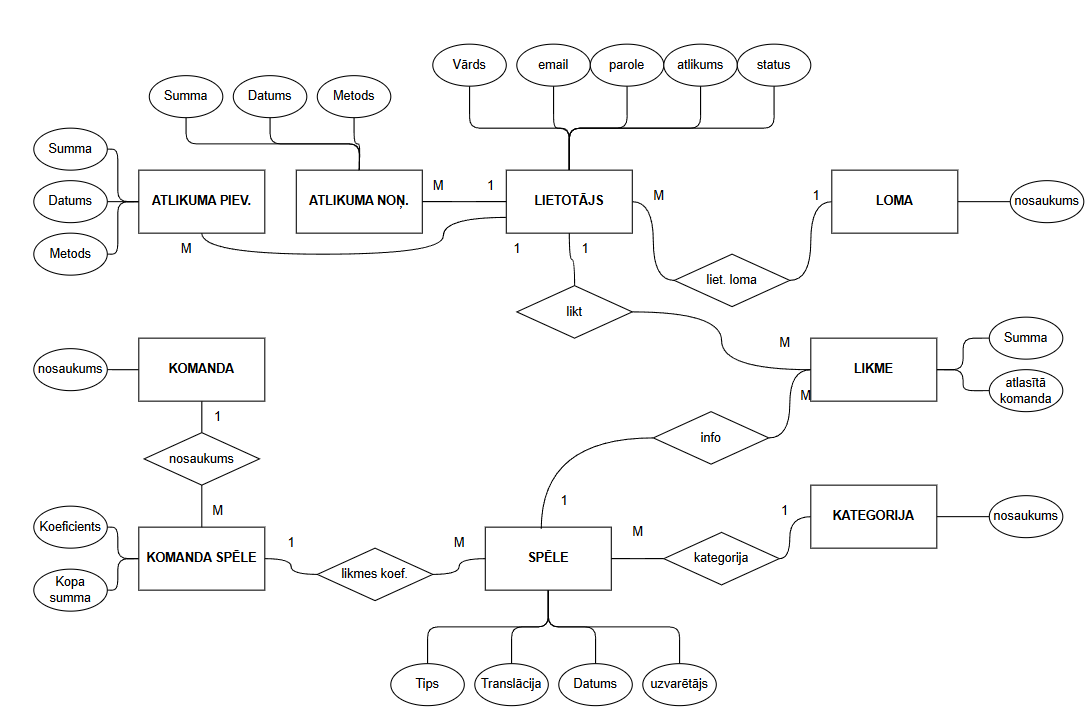 Vārds
email
parole
atlikums
status
Summa
Datums
Metods
Summa
Datums
Metods
ATLIKUMA PIEV.
ATLIKUMA NOŅ.
M
1
LIETOTĀJS
M
1
LOMA
nosaukums
M
1
1
liet. loma
likt
nosaukums
KOMANDA
M
LIKME
Summa
atlasītā
komanda
M
1
nosaukums
info
M
1
Koeficients
Kopa
summa
KOMANDA SPĒLE
1
likmes koef.
M
SPĒLE
M
kategorija
1
KATEGORIJA
nosaukums
Tips
Translācija
Datums
uzvarētājs